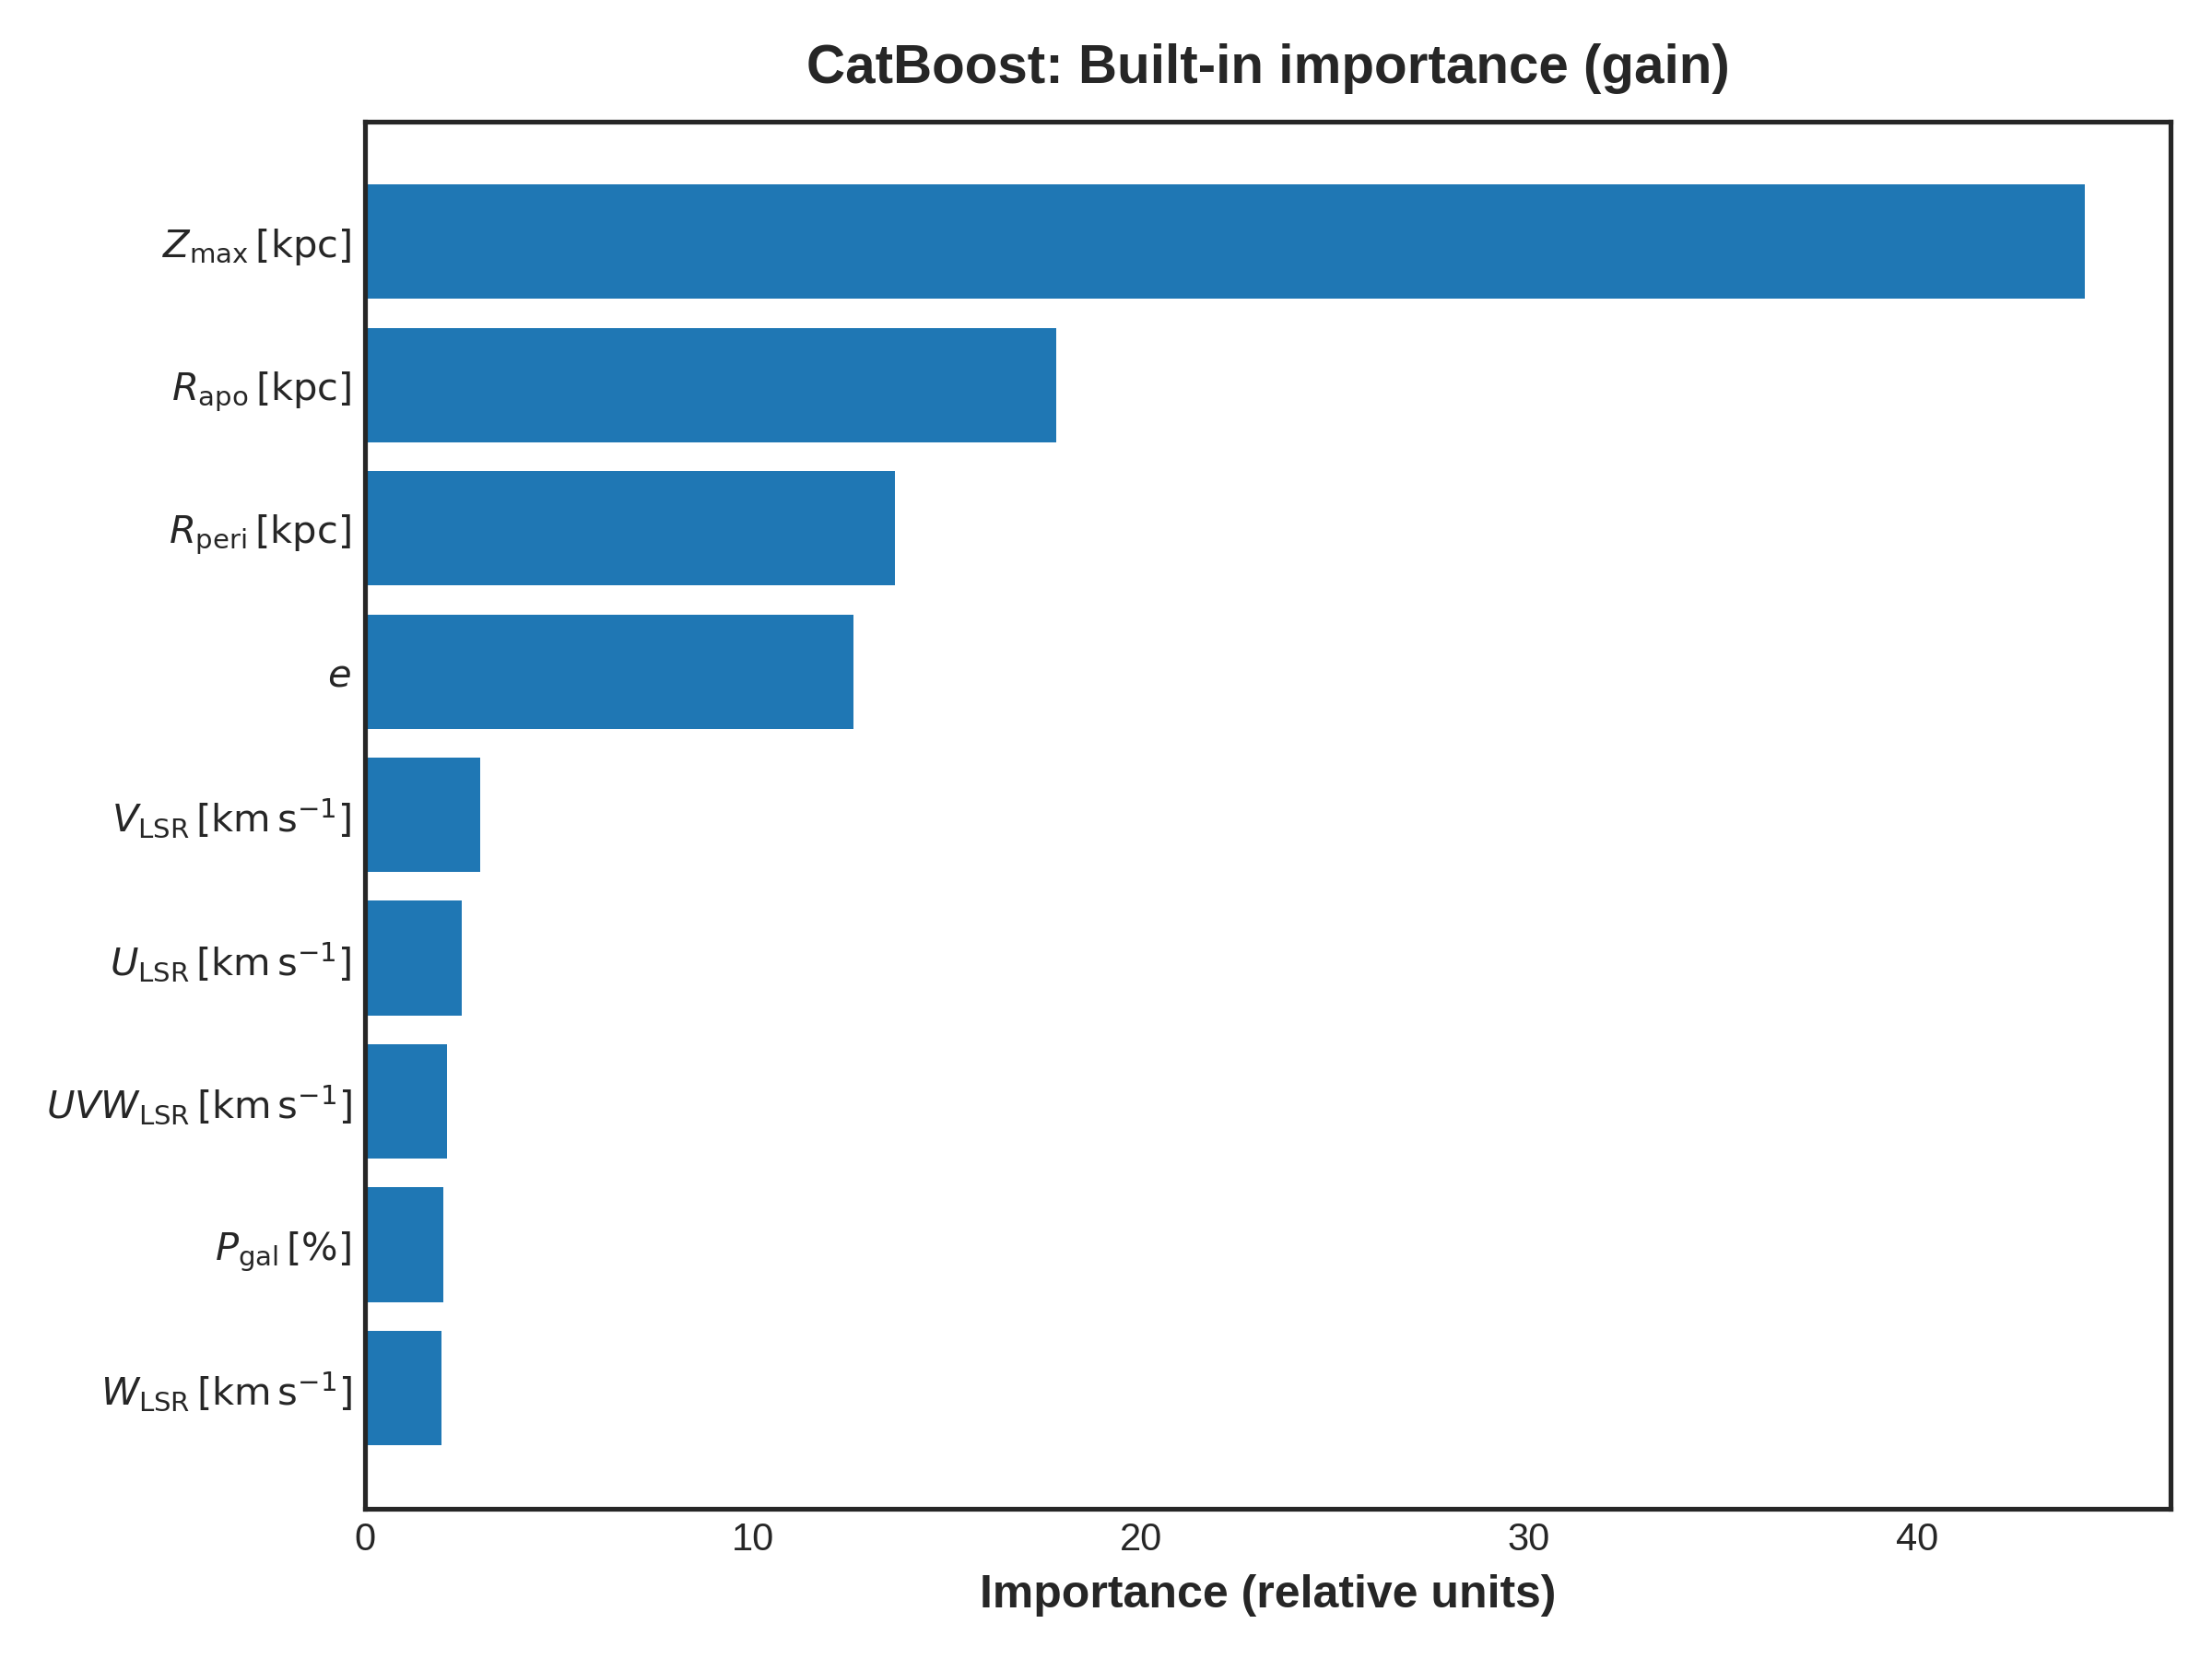 CatBoost: Built-in importance (gain)
Zmax [kpc]
Rapo [kpc]
Rperi [kpc]
e
VLSR [km s⁻¹]
ULSR [km s⁻¹]
UVWLSR [km s⁻¹]
Pgal [%]
WLSR [km s⁻¹]
0 10 20 30 40
Importance (relative units)